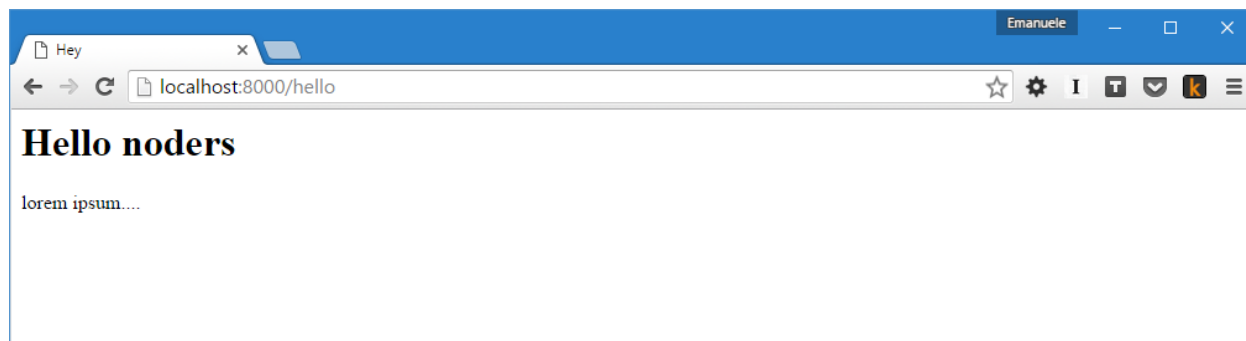 Emanuele
Hey
localhost:8000/hello
I T k
Hello noders
lorem ipsum....